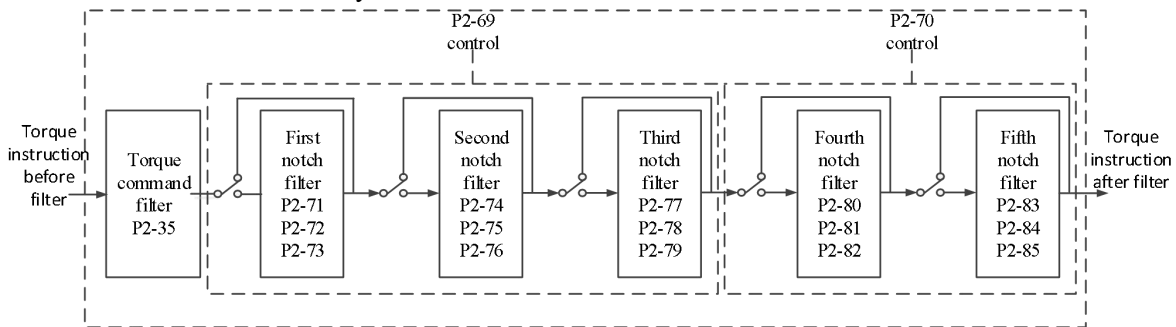 P2-69
control
P2-70
control
Torque
instruction
before
filter
Torque
command
filter
P2-35
First
notch
filter
P2-71
P2-72
P2-73
Second
notch
filter
P2-74
P2-75
P2-76
Third
notch
filter
P2-77
P2-78
P2-79
Fourth
notch
filter
P2-80
P2-81
P2-82
Fifth
notch
filter
P2-83
P2-84
P2-85
Torque
instruction
after filter